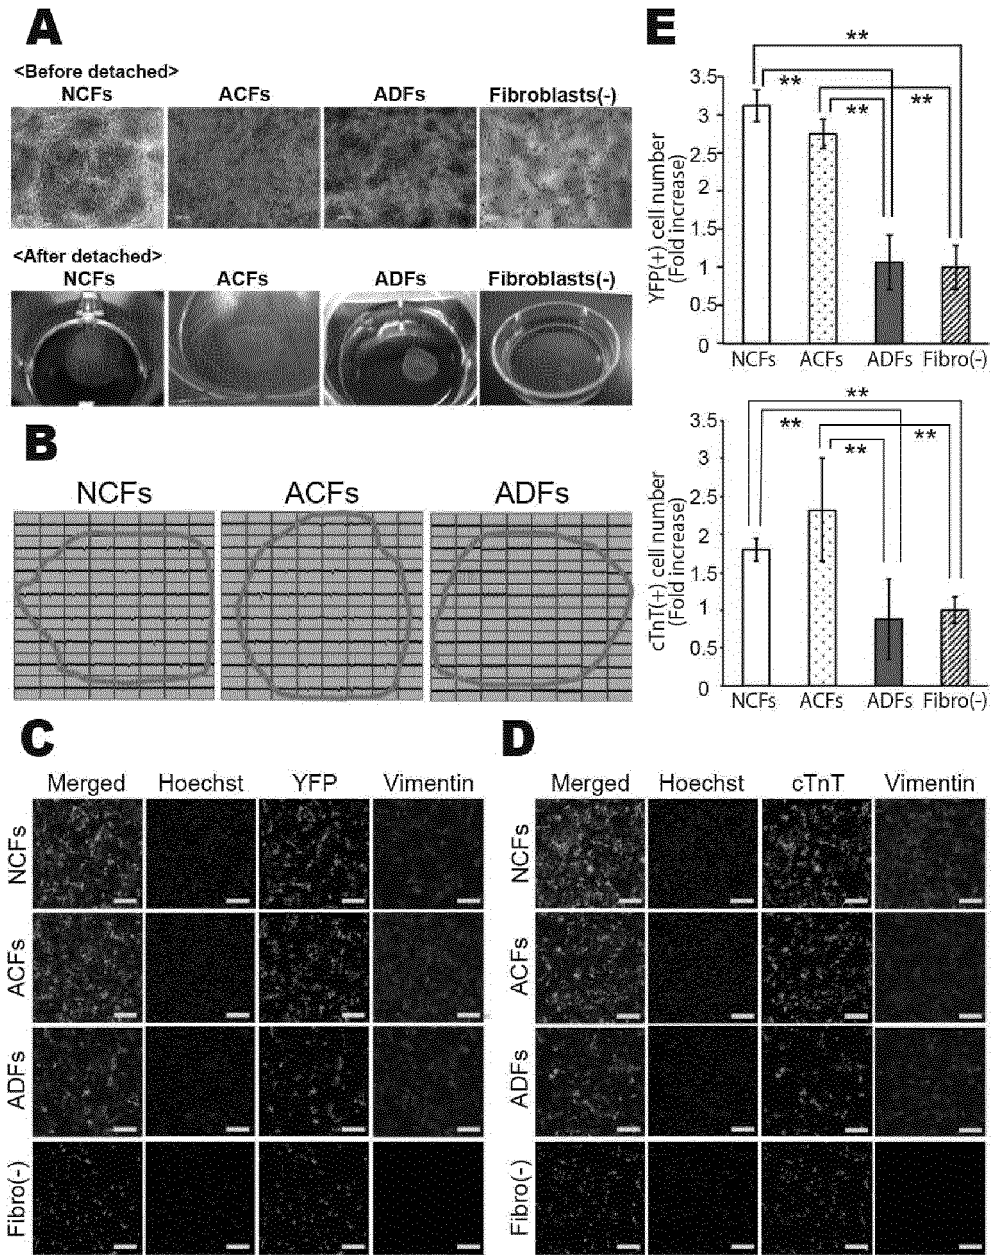 A
<Before detached>
NCFs ACFs ADFs Fibroblasts(-)
<After detached>
NCFs ACFs ADFs Fibroblasts(-)
B
NCFs ACFs ADFs
C
Merged Hoechst YFP Vimentin
NCFs
ACFs
ADFs
Fibro(-)
D
Merged Hoechst cTnT Vimentin
NCFs
ACFs
ADFs
Fibro(-)
E
YFP(+) cell number
(Fold increase)
3.5
3
2.5
2
1.5
1
0.5
0
**
**
**
**
NCFs ACFs ADFs Fibro(-)
cTnT(+) cell number
(Fold increase)
3.5
3
2.5
2
1.5
1
0.5
0
**
**
**
**
NCFs ACFs ADFs Fibro(-)